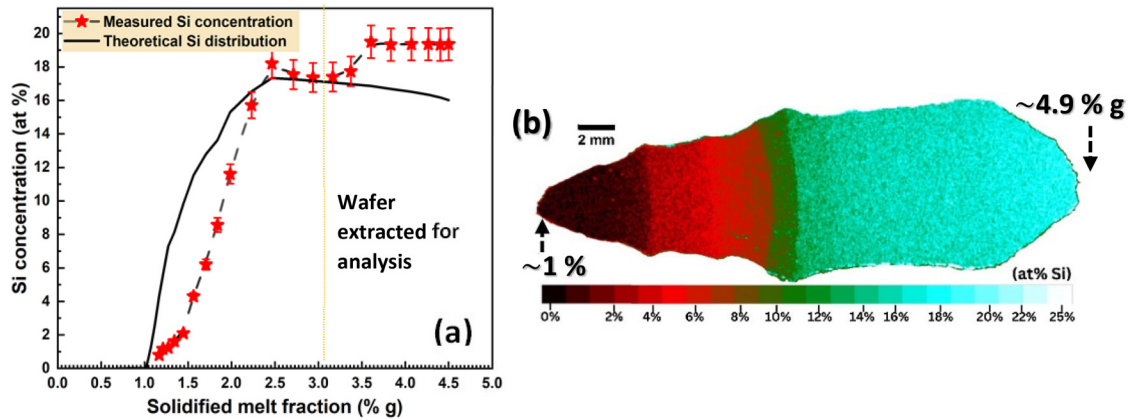 Measured Si concentration
Theoretical Si distribution
Si concentration (at %)
20
18
16
14
12
10
8
6
4
2
0
Wafer
extracted for
analysis
(a)
0.0 0.5 1.0 1.5 2.0 2.5 3.0 3.5 4.0 4.5 5.0
Solidified melt fraction (% g)
(b)
2 mm
~4.9 % g
~1 %
(at% Si)
0% 2% 4% 6% 8% 10% 12% 14% 16% 18% 20% 22% 25%